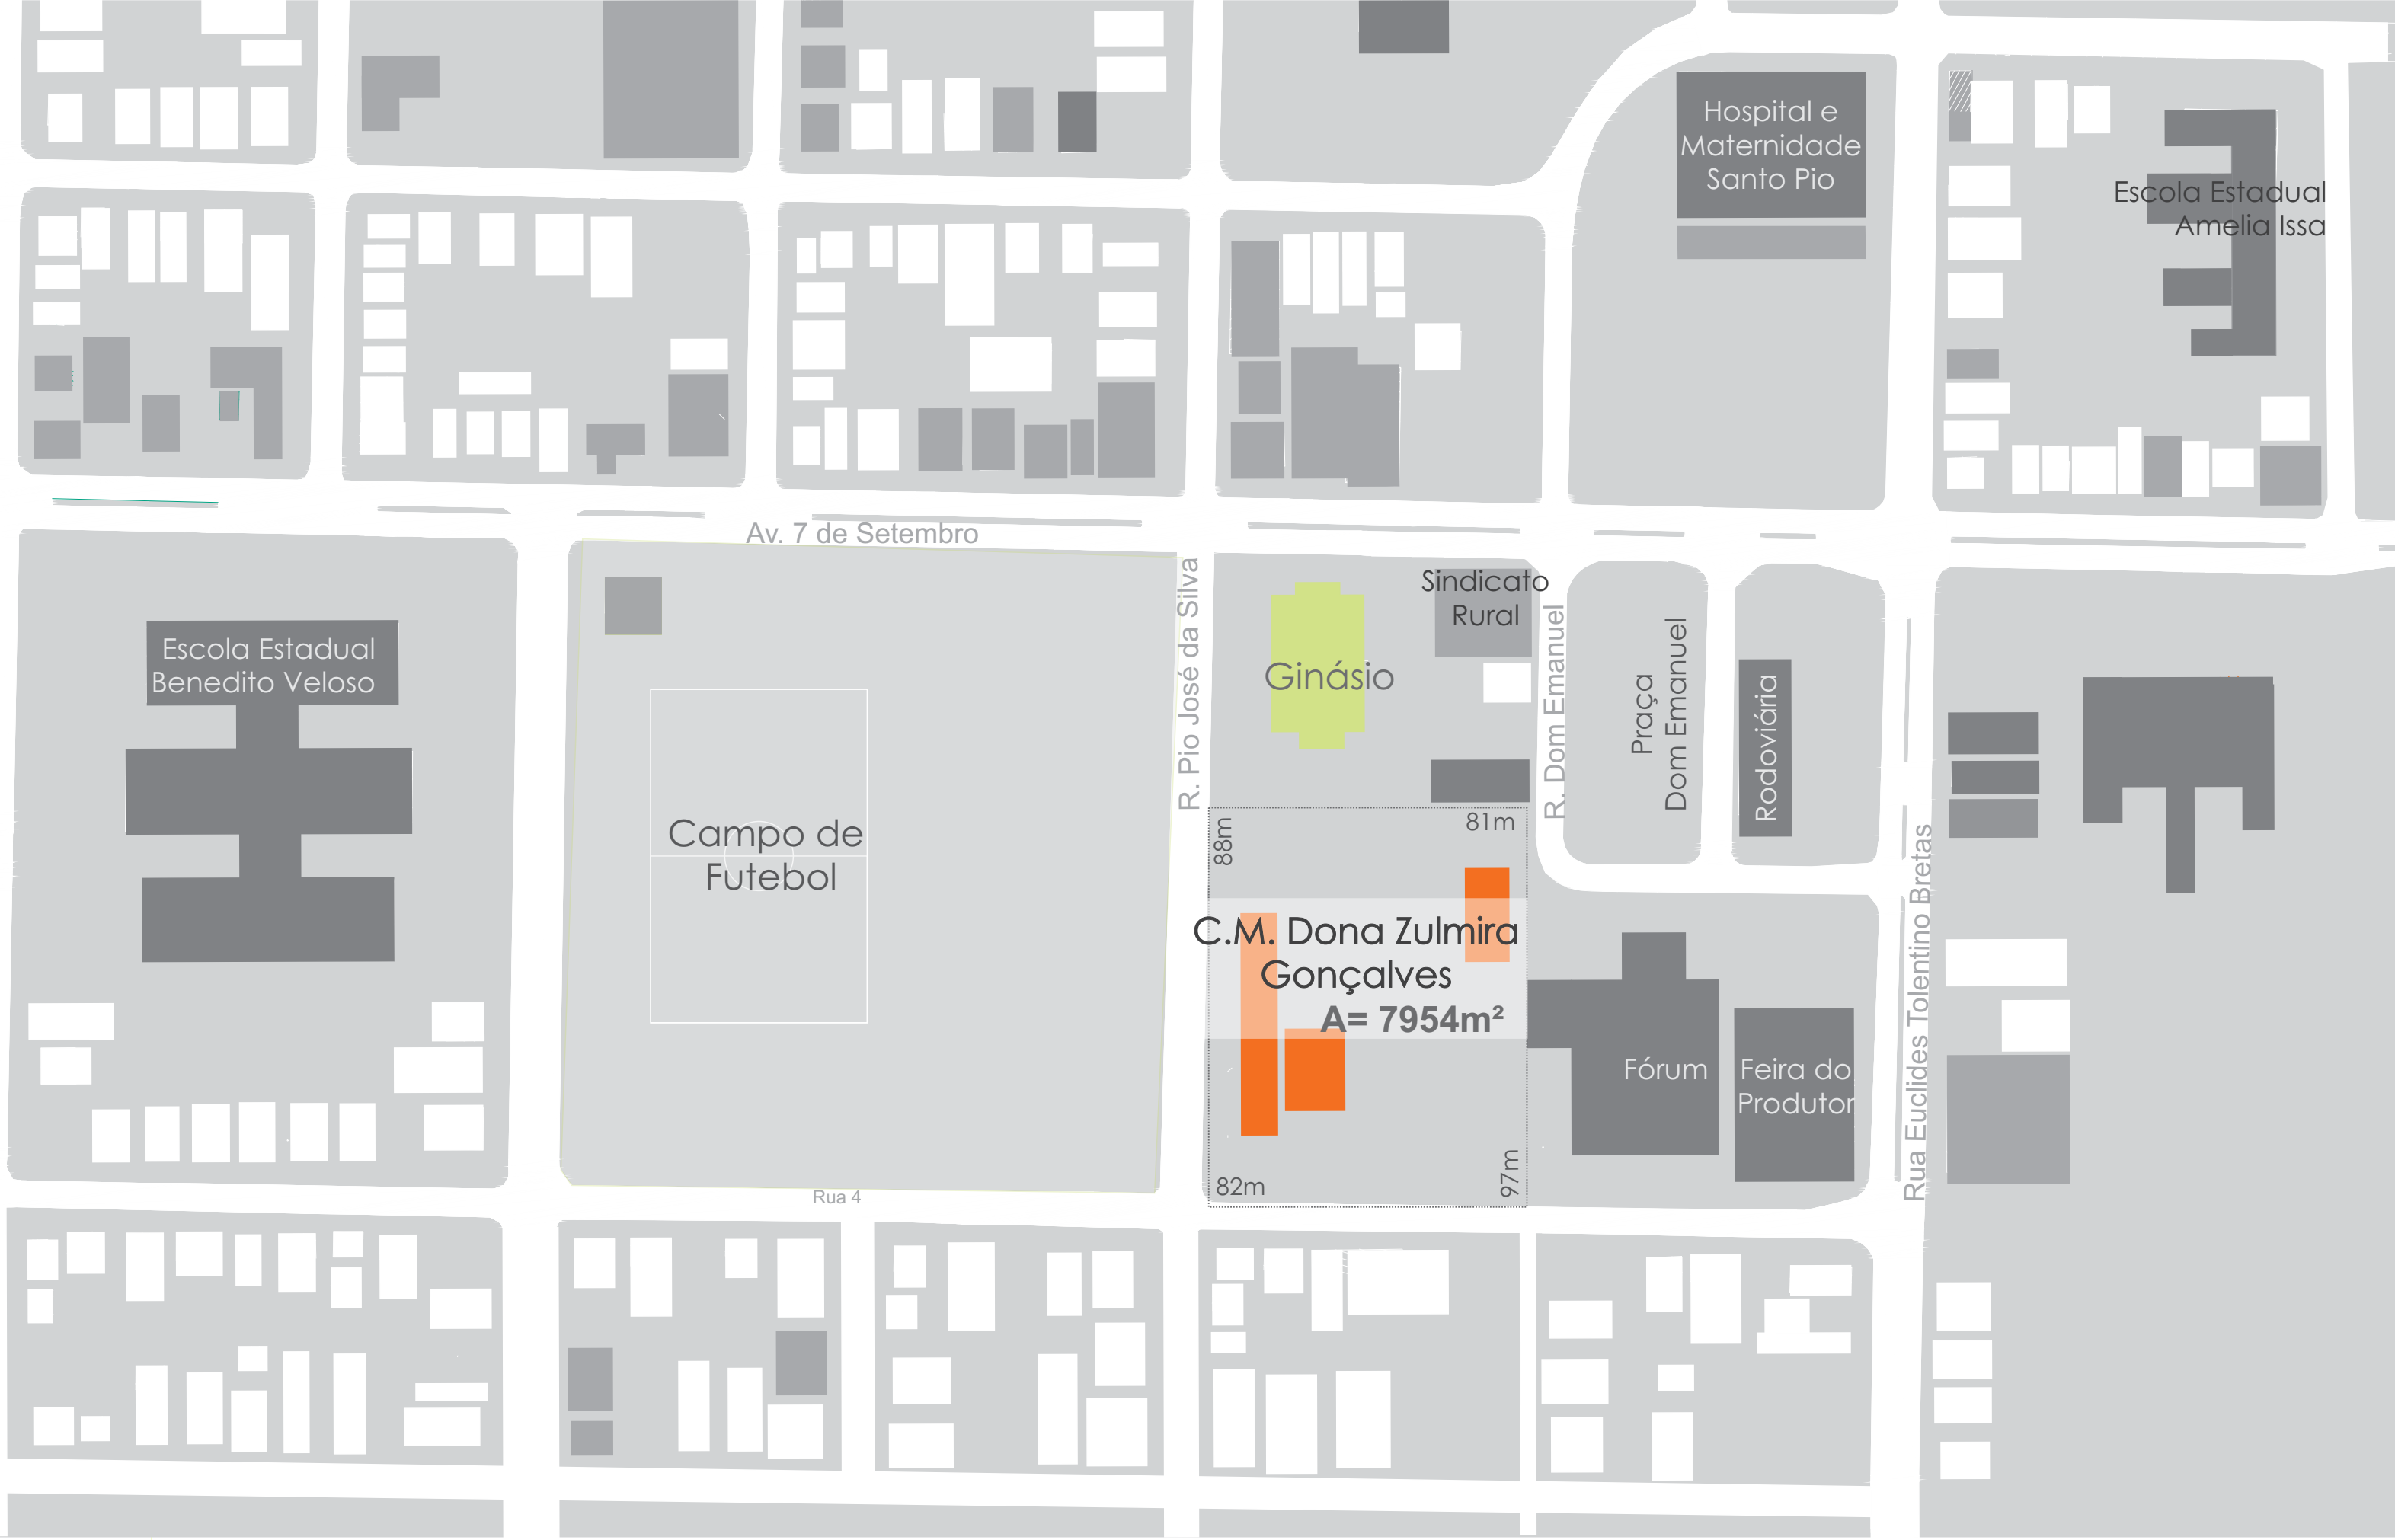 Hospital e
Maternidade
Santo Pio
Escola Estadual
Amelia Issa
Av. 7 de Setembro
R. Pio José da Silva
Sindicato
Rural
Ginásio
R. Dom Emanuel
Praça
Dom Emanuel
Rodoviária
Escola Estadual
Benedito Veloso
Campo de
Futebol
88m
81m
C.M. Dona Zulmira
Gonçalves
A= 7954m²
82m
97m
Fórum
Feira do
Produtor
Rua Euclides Tolentino Bretas
Rua 4